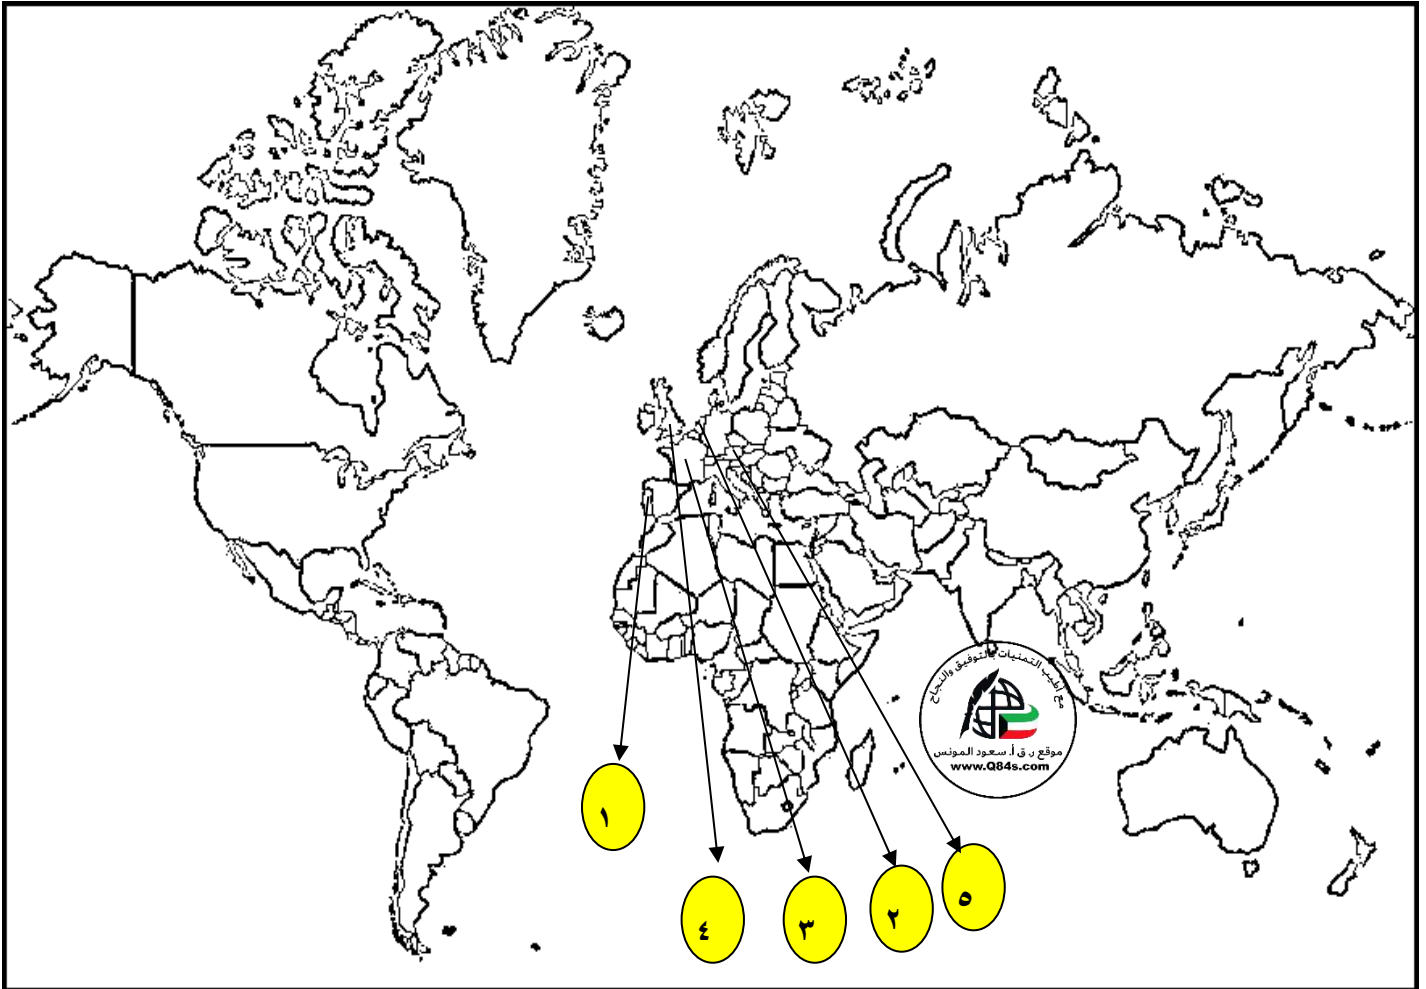 مع أطيب التمنيات بالتوفيق والنجاح
موقع ر.ق أ. سعود المونس
www.Q84s.com
١
٤
٣
٢
٥